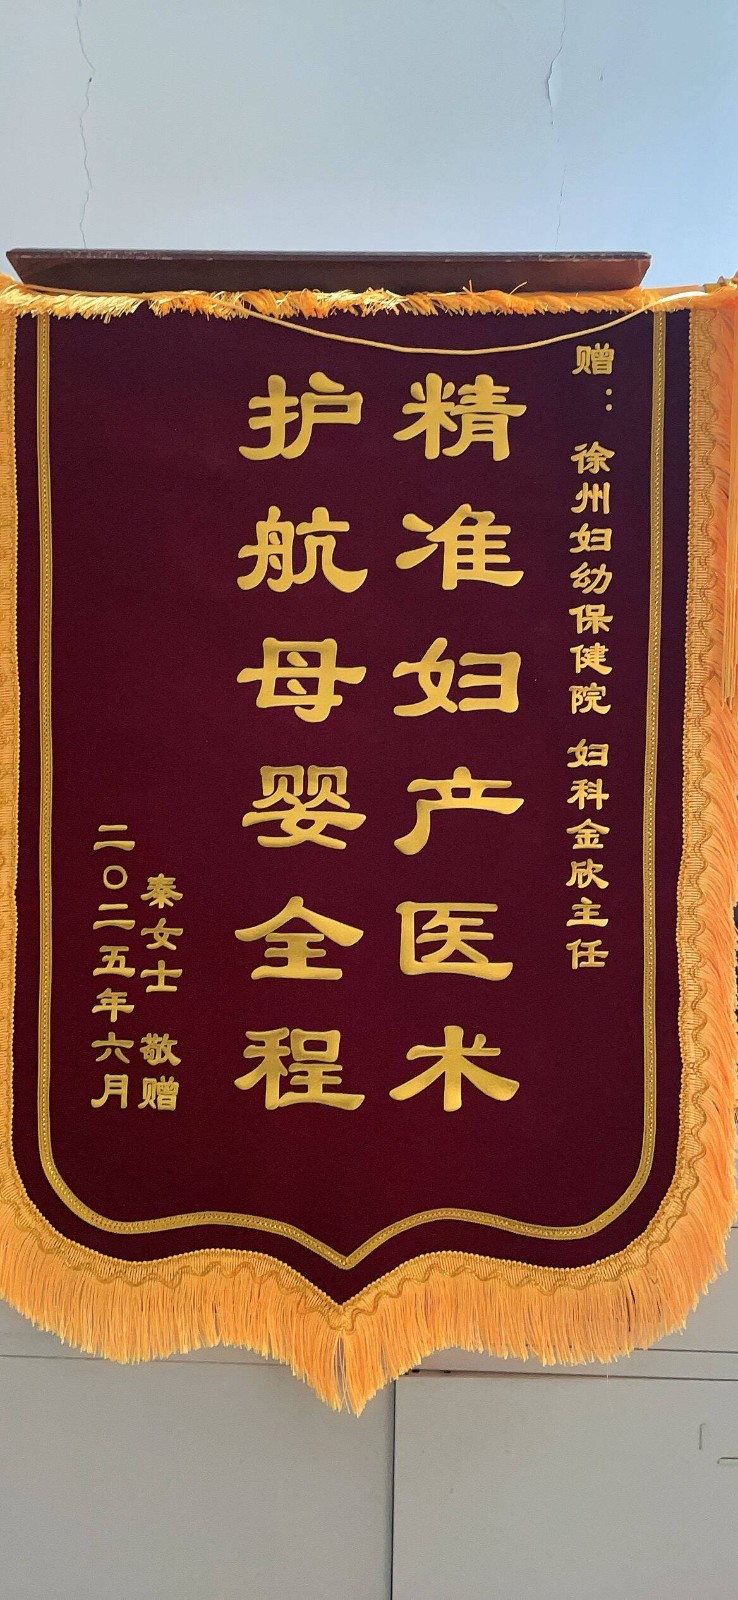 赠：徐州妇幼保健院 妇科金欣主任
精准妇产医术
护航母婴全程
秦女士 敬赠
二〇二五年六月